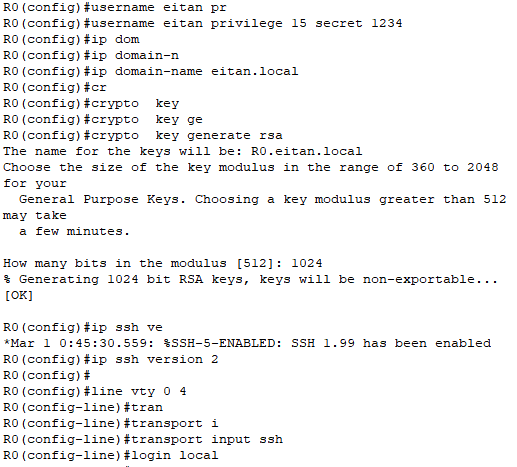 R0(config)#username eitan pr
R0(config)#username eitan privilege 15 secret 1234
R0(config)#ip dom
R0(config)#ip domain-n
R0(config)#ip domain-name eitan.local
R0(config)#cr
R0(config)#crypto  key
R0(config)#crypto  key ge
R0(config)#crypto  key generate rsa
The name for the keys will be: R0.eitan.local
Choose the size of the key modulus in the range of 360 to 2048
for your
  General Purpose Keys. Choosing a key modulus greater than 512
may take
  a few minutes.

How many bits in the modulus [512]: 1024
% Generating 1024 bit RSA keys, keys will be non-exportable...
[OK]

R0(config)#ip ssh ve
*Mar 1 0:45:30.559: %SSH-5-ENABLED: SSH 1.99 has been enabled
R0(config)#ip ssh version 2
R0(config)#
R0(config)#line vty 0 4
R0(config-line)#tran
R0(config-line)#transport i
R0(config-line)#transport input ssh
R0(config-line)#login local